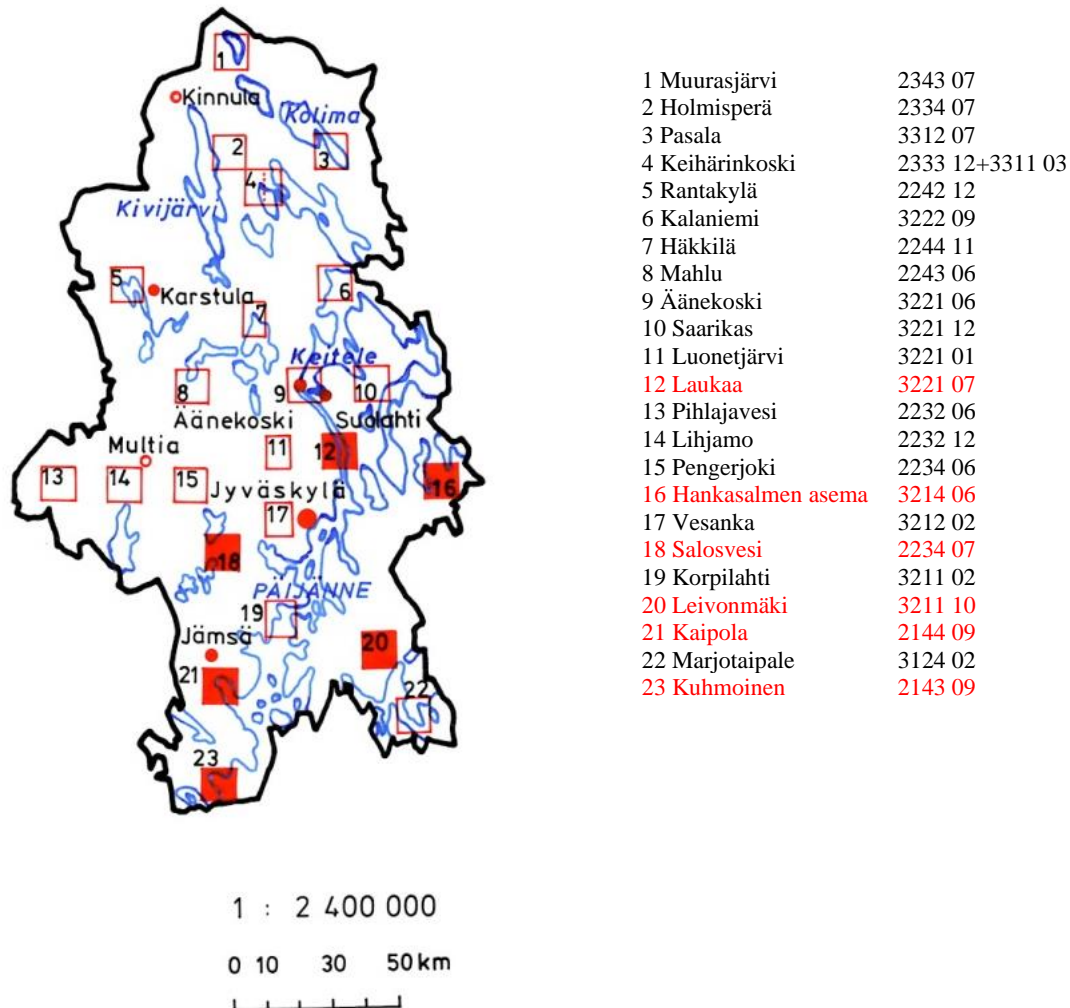 1
Kinnula
Kolima
2
3
4
Kivijärvi
5
6
Karstula
7
Keitele
8
9
10
Äänekoski
Suolahti
Multia
11
12
13
14
15
Jyväskylä
16
17
18
PÄIJÄNNE
19
Jämsä
20
21
22
23
1 : 2 400 000
0 10 30 50 km
1 Muurasjärvi 2343 07
2 Holmisperä 2334 07
3 Pasala 3312 07
4 Keihärinkoski 2333 12+3311 03
5 Rantakylä 2242 12
6 Kalaniemi 3222 09
7 Häkkilä 2244 11
8 Mahlu 2243 06
9 Äänekoski 3221 06
10 Saarikas 3221 12
11 Luonetjärvi 3221 01
12 Laukaa 3221 07
13 Pihlajavesi 2232 06
14 Lihjamo 2232 12
15 Pengerjoki 2234 06
16 Hankasalmen asema 3214 06
17 Vesanka 3212 02
18 Salosvesi 2234 07
19 Korpilahti 3211 02
20 Leivonmäki 3211 10
21 Kaipola 2144 09
22 Marjotaipale 3124 02
23 Kuhmoinen 2143 09